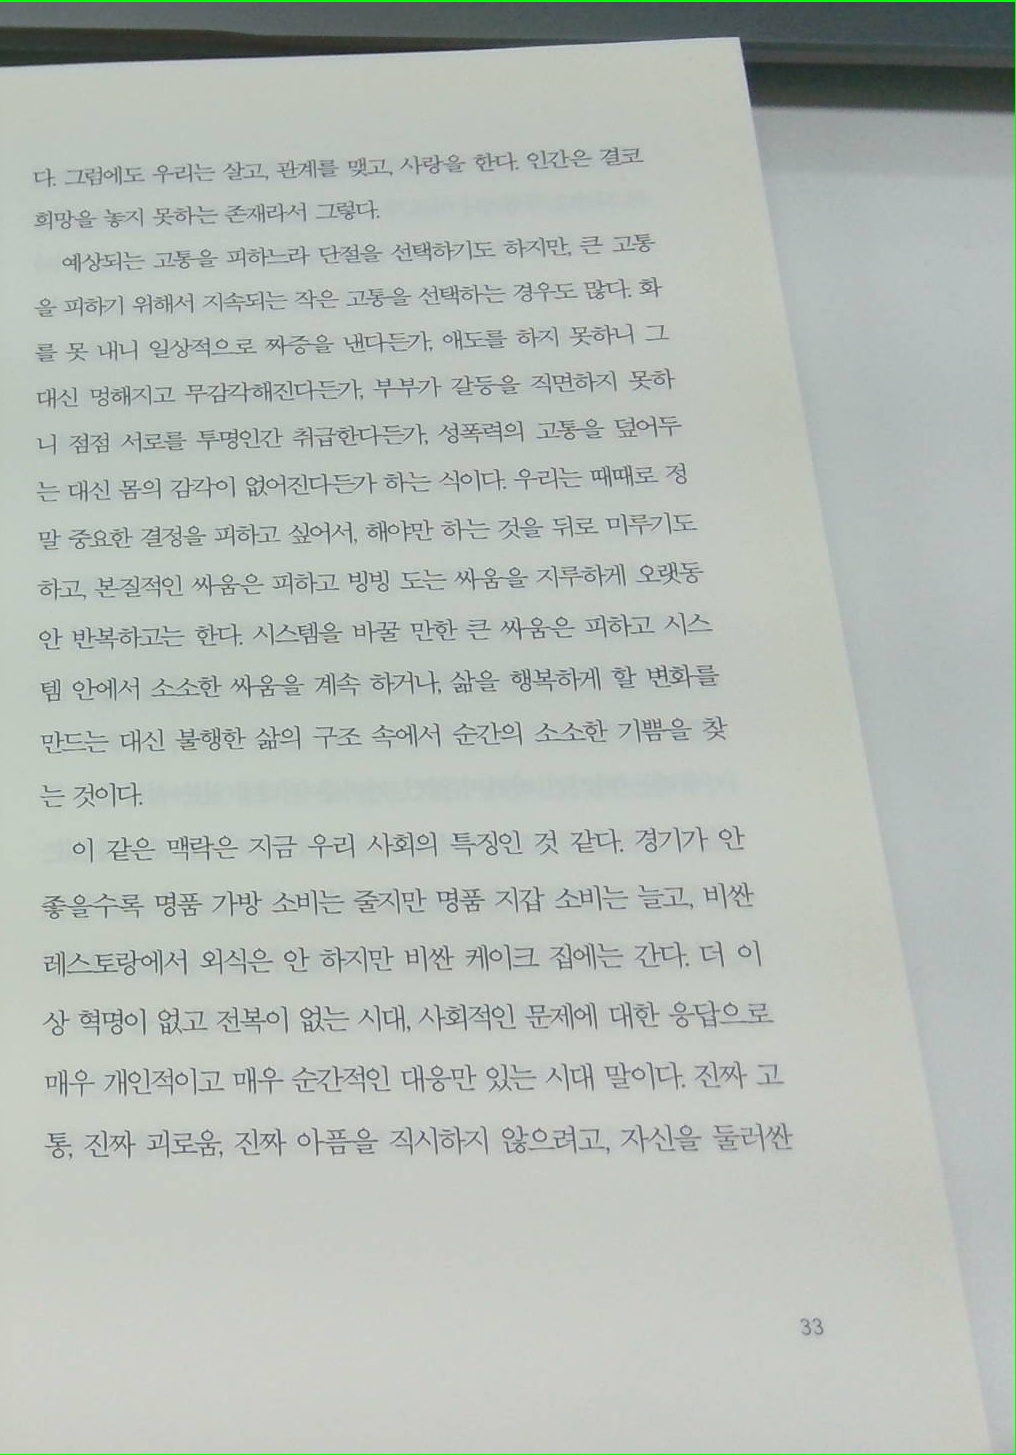 다. 그럼에도 우리는 살고, 관계를 맺고, 사랑을 한다. 인간은 결코
희망을 놓지 못하는 존재라서 그렇다.
예상되는 고통을 피하느라 단절을 선택하기도 하지만, 큰 고통
을 피하기 위해서 지속되는 작은 고통을 선택하는 경우도 많다. 화
를 못 내니 일상적으로 짜증을 낸다든가, 애도를 하지 못하니 그
대신 멍해지고 무감각해진다든가, 부부가 갈등을 직면하지 못하
니 점점 서로를 투명인간 취급한다든가, 성폭력의 고통을 덮어두
는 대신 몸의 감각이 없어진다든가 하는 식이다. 우리는 때때로 정
말 중요한 결정을 피하고 싶어서, 해야만 하는 것을 뒤로 미루기도
하고, 본질적인 싸움은 피하고 빙빙 도는 싸움을 지루하게 오랫동
안 반복하고는 한다. 시스템을 바꿀 만한 큰 싸움은 피하고 시스
템 안에서 소소한 싸움을 계속 하거나, 삶을 행복하게 할 변화를
만드는 대신 불행한 삶의 구조 속에서 순간의 소소한 기쁨을 찾
는 것이다.
이 같은 맥락은 지금 우리 사회의 특징인 것 같다. 경기가 안
좋을수록 명품 가방 소비는 줄지만 명품 지갑 소비는 늘고, 비싼
레스토랑에서 외식은 안 하지만 비싼 케이크 집에는 간다. 더 이
상 혁명이 없고 전복이 없는 시대, 사회적인 문제에 대한 응답으로
매우 개인적이고 매우 순간적인 대응만 있는 시대 말이다. 진짜 고
통, 진짜 괴로움, 진짜 아픔을 직시하지 않으려고, 자신을 둘러싼
33